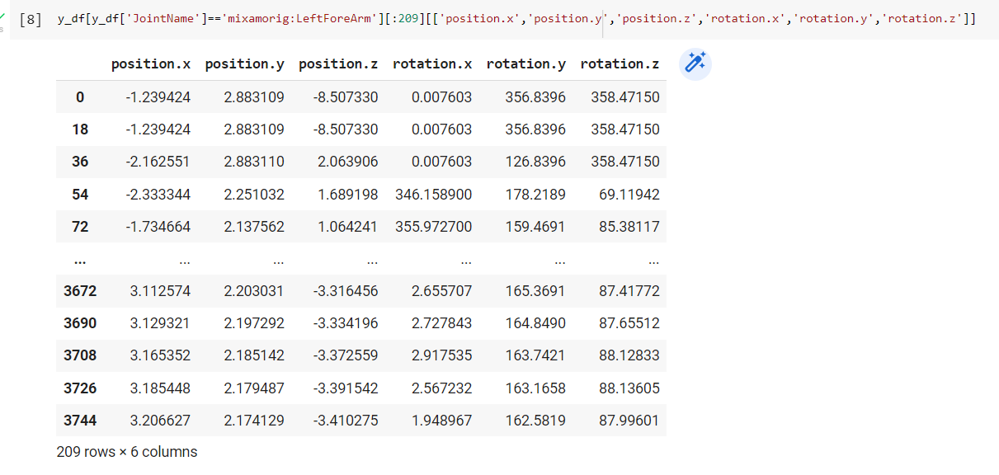 [8] y_df[y_df['JointName']=='mixamorig:LeftForeArm'][:209][['position.x','position.y','position.z','rotation.x','rotation.y','rotation.z']]
position.x position.y position.z rotation.x rotation.y rotation.z
0 -1.239424 2.883109 -8.507330 0.007603 356.8396 358.47150
18 -1.239424 2.883109 -8.507330 0.007603 356.8396 358.47150
36 -2.162551 2.883110 2.063906 0.007603 126.8396 358.47150
54 -2.333344 2.251032 1.689198 346.158900 178.2189 69.11942
72 -1.734664 2.137562 1.064241 355.972700 159.4691 85.38117
... ... ... ... ... ... ...
3672 3.112574 2.203031 -3.316456 2.655707 165.3691 87.41772
3690 3.129321 2.197292 -3.334196 2.727843 164.8490 87.65512
3708 3.165352 2.185142 -3.372559 2.917535 163.7421 88.12833
3726 3.185448 2.179487 -3.391542 2.567232 163.1658 88.13605
3744 3.206627 2.174129 -3.410275 1.948967 162.5819 87.99601
209 rows × 6 columns